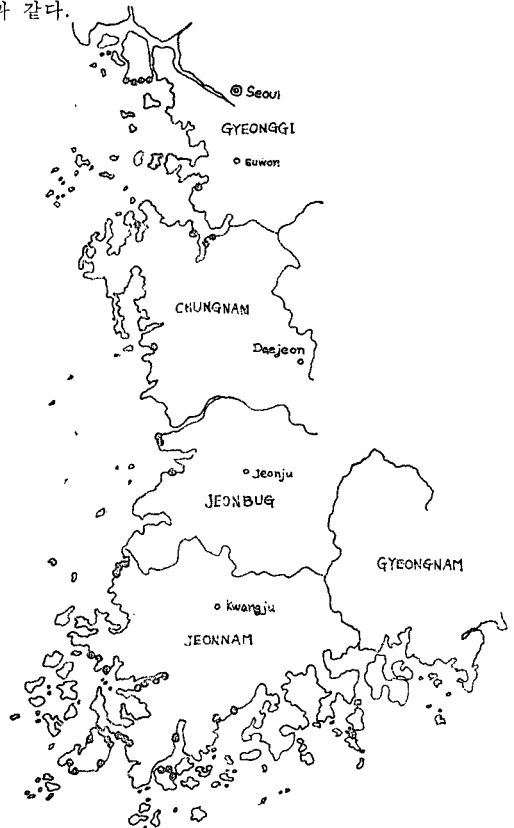 과 같다.
Seoul
GYEONGGI
Suwon
CHUNGNAM
Daejeon
Jeonju
JEONBUG
GYEONGNAM
Kwangju
JEONNAM